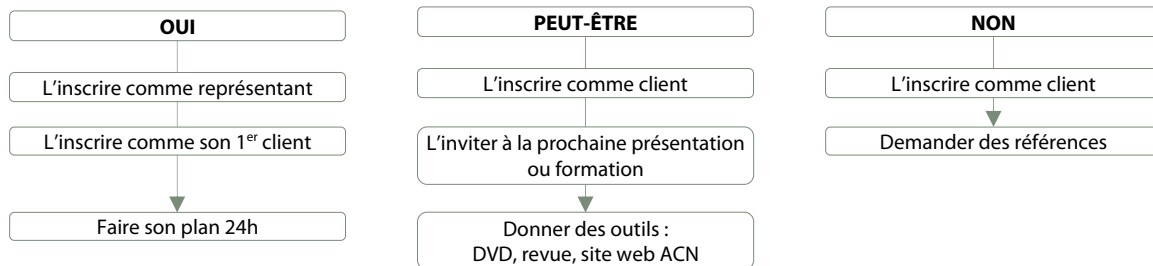 OUI
L'inscrire comme représentant
L'inscrire comme son 1er client
Faire son plan 24h
PEUT-ÊTRE
L'inscrire comme client
L'inviter à la prochaine présentation
ou formation
Donner des outils :
DVD, revue, site web ACN
NON
L'inscrire comme client
Demander des références